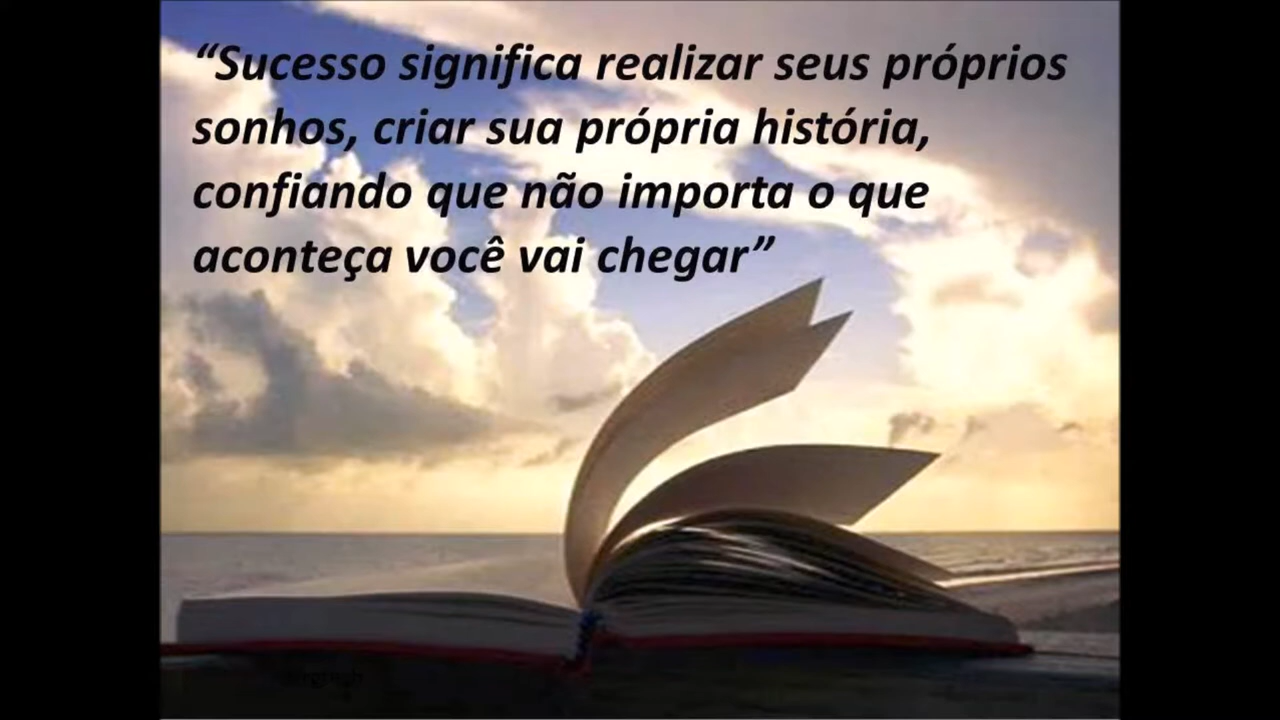 “Sucesso significa realizar seus próprios
sonhos, criar sua própria história,
confiando que não importa o que
aconteça você vai chegar”